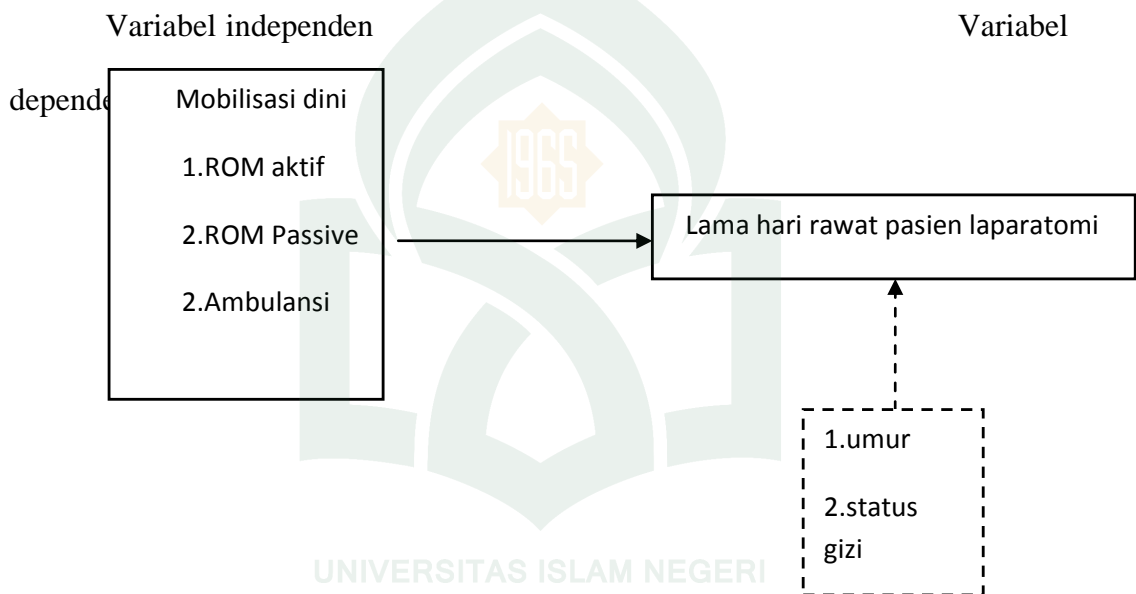 Variabel independen Variabel
depende
Mobilisasi dini
1.ROM aktif
2.ROM Passive
2.Ambulansi
1965
Lama hari rawat pasien laparatomi
1.umur
2.status
gizi
UNIVERSITAS ISLAM NEGERI